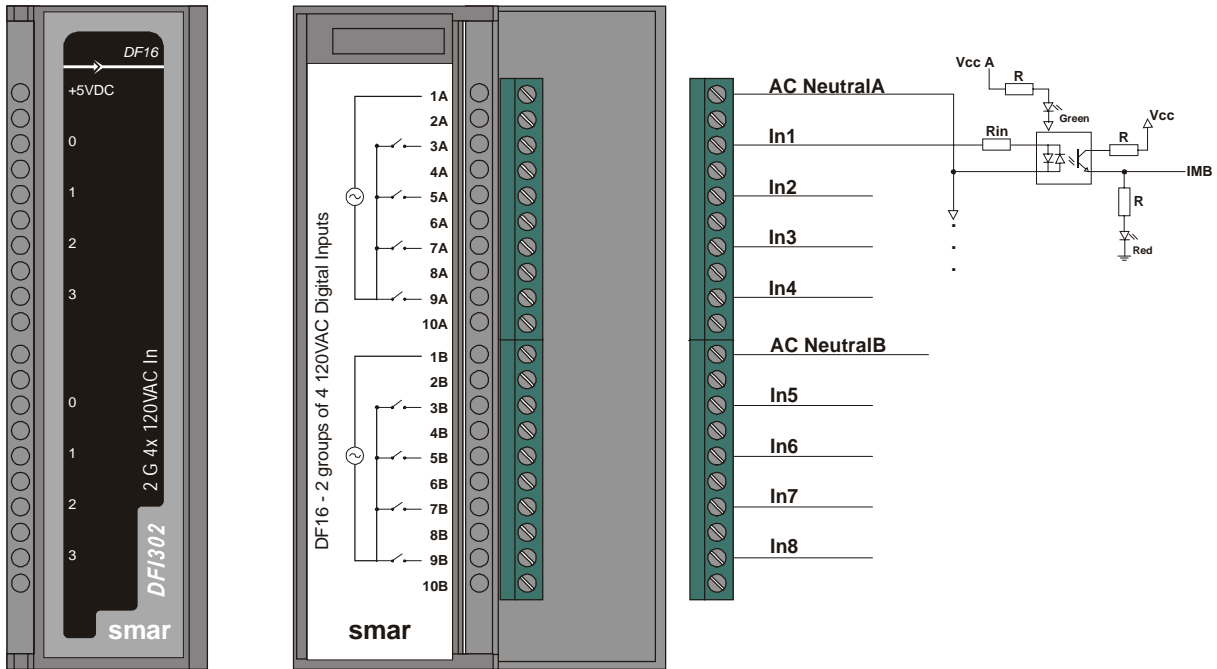 DF16
+5VDC
0
1
2
3
0
1
2
3
2 G 4x 120VAC In
DFI302
smar
DF16 - 2 groups of 4 120VAC Digital Inputs
1A
2A
3A
4A
5A
6A
7A
8A
9A
10A
1B
2B
3B
4B
5B
6B
7B
8B
9B
10B
smar
AC NeutralA
In1
In2
In3
In4
AC NeutralB
In5
In6
In7
In8
Vcc A
R
Green
Vcc
Rin
R
IMB
R
Red